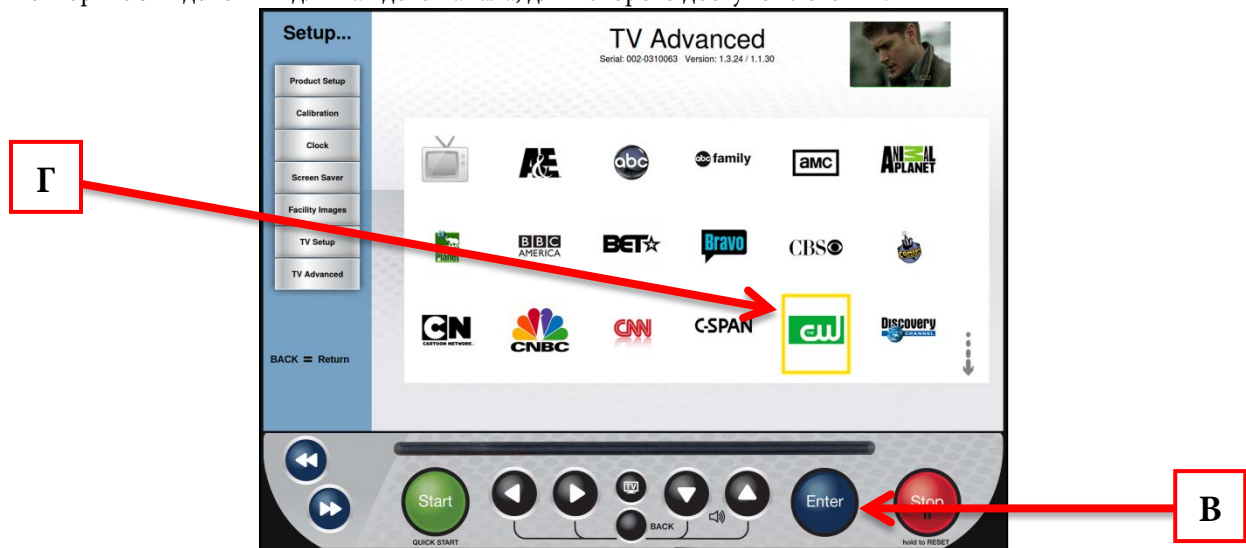 Setup...
TV Advanced
Serial: 002-0310063 Version: 1.3.24 / 1.1.30
Product Setup
Calibration
Clock
Screen Saver
Facility Images
TV Setup
TV Advanced
BACK = Return
A&E
abc
abc family
aMC
ANIMAL PLANET
Planet
BBC AMERICA
BET
Bravo
CBS
CN CARTOON NETWORK.
CNBC
CNN
C-SPAN
CW
DISCOVERY CHANNEL
Г
Start
QUICK START
TV
BACK
Enter
Stop
hold to RESET
В